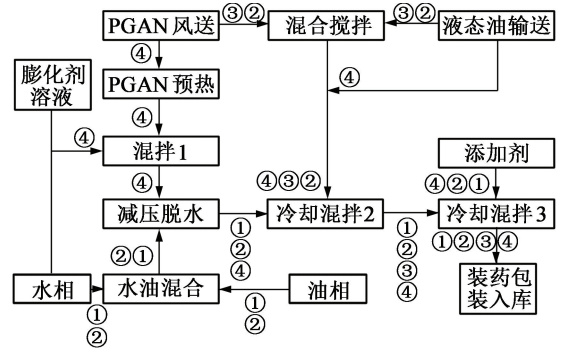 PGAN风送
③②
混合搅拌
③②
液态油输送
④
膨化剂
溶液
PGAN预热
④
④
④
混拌1
添加剂
④
④③②
④②①
减压脱水
①
②
④
冷却混拌2
①
②
③
④
冷却混拌3
②①
①②③④
水相
①
②
水油混合
①
②
油相
装药包
装入库